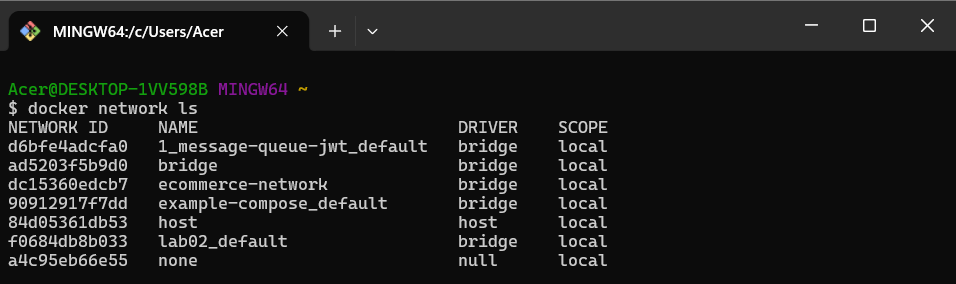 MINGW64:/c/Users/Acer
Acer@DESKTOP-1VV598B MINGW64 ~
$ docker network ls
NETWORK ID     NAME                          DRIVER    SCOPE
d6bfe4adcfa0   1_message-queue-jwt_default   bridge    local
ad5203f5b9d0   bridge                        bridge    local
dc15360edcb7   ecommerce-network             bridge    local
90912917f7dd   example-compose_default       bridge    local
84d05361db53   host                          host      local
f0684db8b033   lab02_default                 bridge    local
a4c95eb66e55   none                          null      local